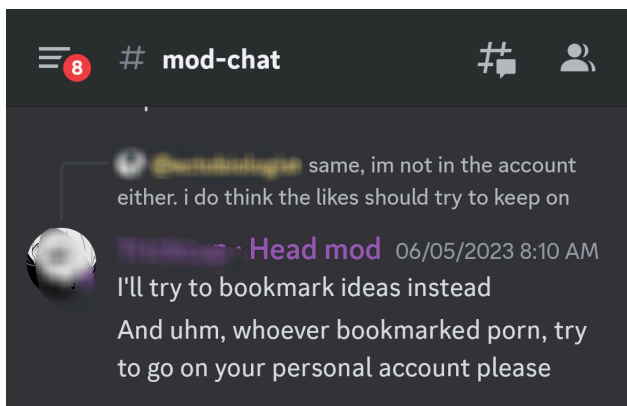 8
# mod-chat
same, im not in the account
either. i do think the likes should try to keep on
· Head mod 06/05/2023 8:10 AM
I'll try to bookmark ideas instead
And uhm, whoever bookmarked porn, try
to go on your personal account please